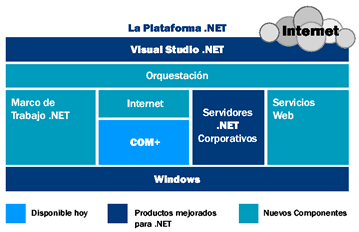 La Plataforma .NET
Internet
Visual Studio .NET
Orquestación
Marco de
Trabajo .NET
Internet
COM+
Servidores
.NET
Corporativos
Servicios
Web
Windows
Disponible hoy
Productos mejorados
para .NET
Nuevos Componentes